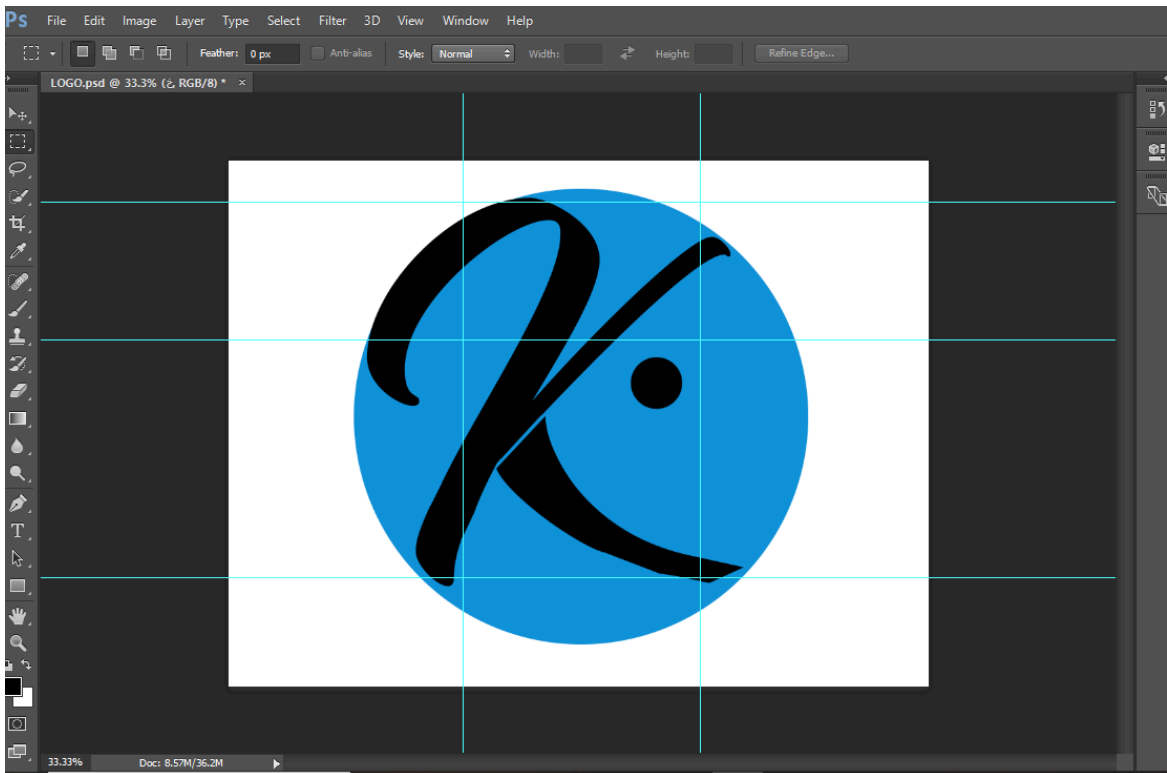 Ps File Edit Image Layer Type Select Filter 3D View Window Help
Feather: 0 px Anti-alias Style: Normal Width: Height: Refine Edge...
LOGO.psd @ 33.3% (خ, RGB/8) * ×
K
T
33.33% Doc: 8.57M/36.2M